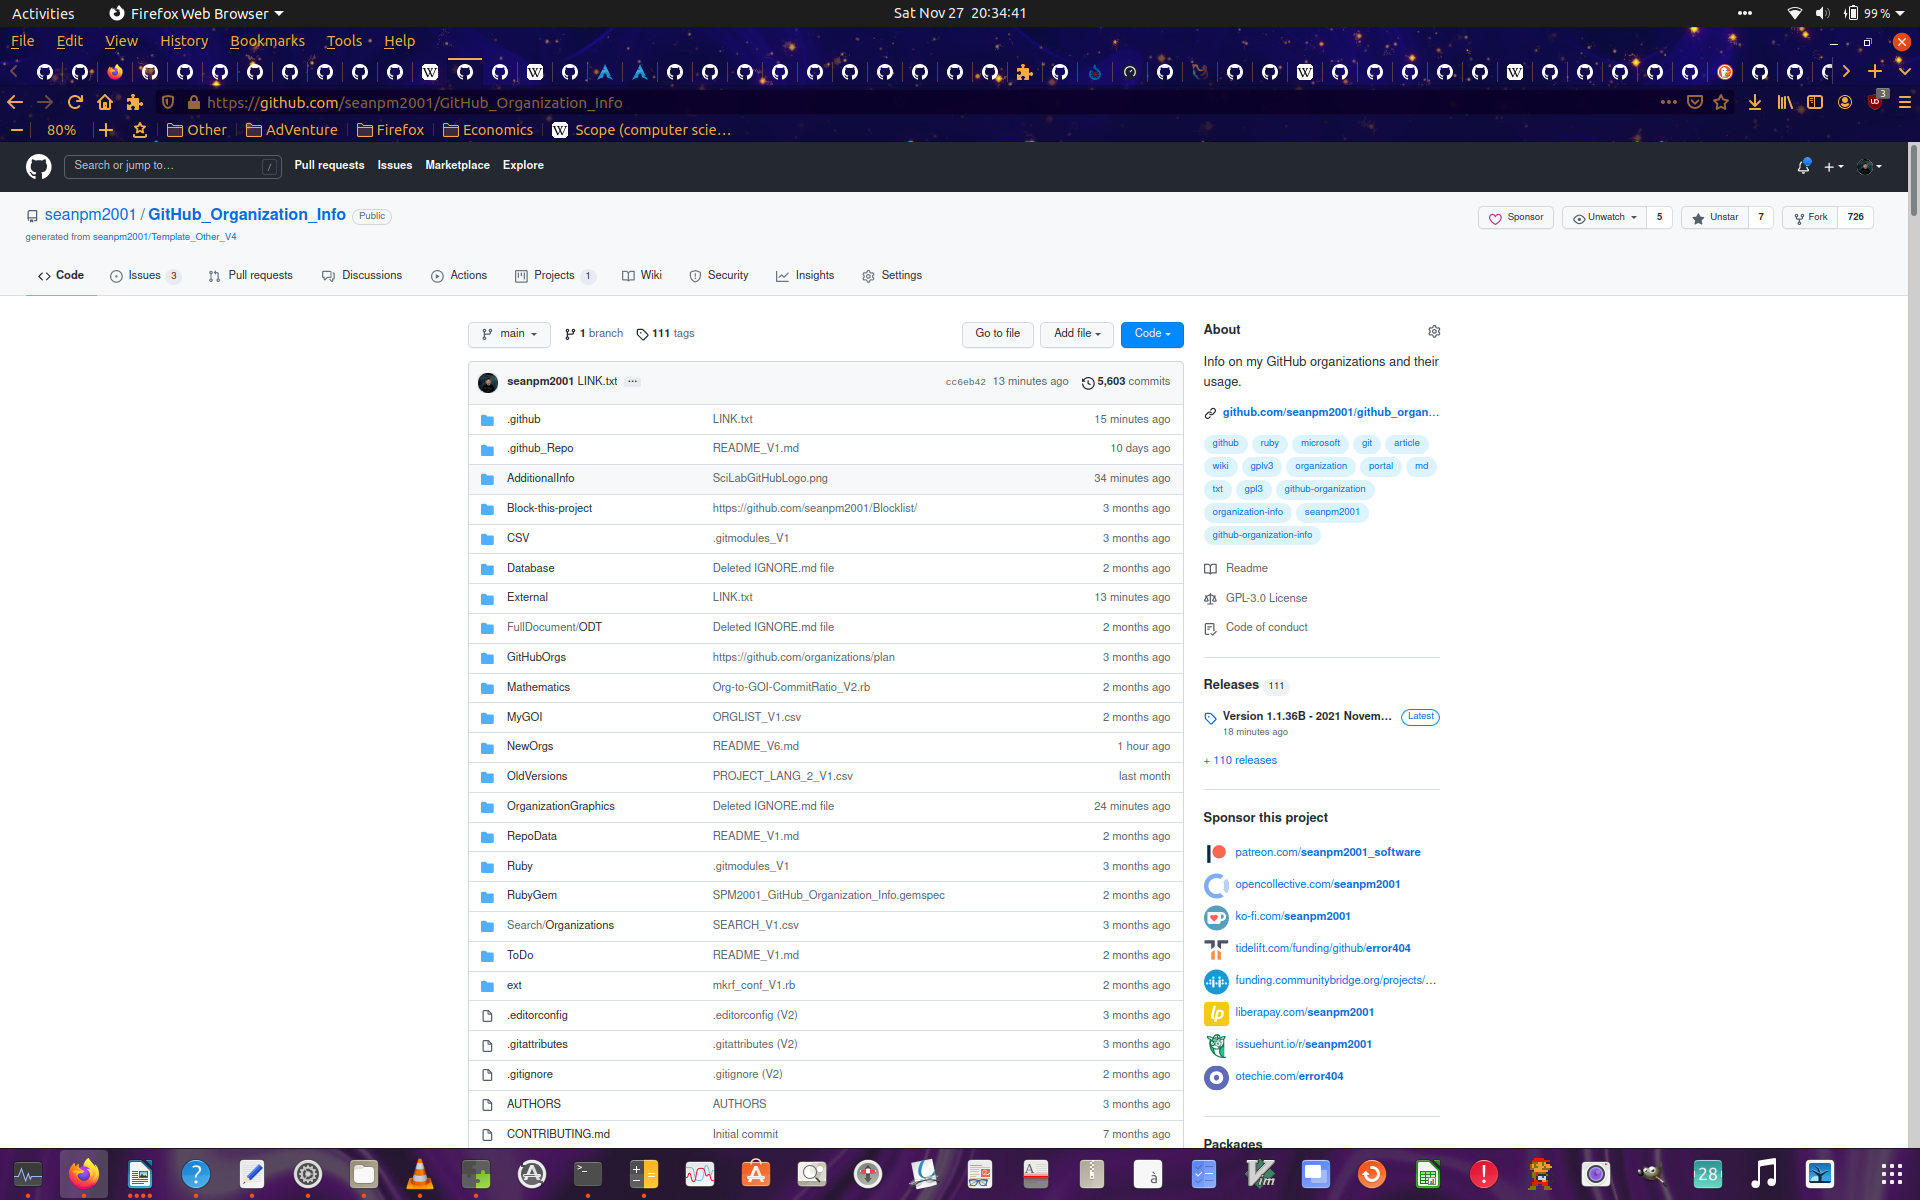 Activities Firefox Web Browser Sat Nov 27 20:34:41 99 %
File Edit View History Bookmarks Tools Help
https://github.com/seanpm2001/GitHub_Organization_Info 3
80% Other AdVenture Firefox Economics Scope (computer scie…
Search or jump to… / Pull requests Issues Marketplace Explore
seanpm2001 / GitHub_Organization_Info Public Sponsor Unwatch 5 Unstar 7 Fork 726
generated from seanpm2001/Template_Other_V4
Code Issues 3 Pull requests Discussions Actions Projects 1 Wiki Security Insights Settings
main 1 branch 111 tags Go to file Add file Code
seanpm2001 LINK.txt ... cc6eb42 13 minutes ago 5,603 commits
.github LINK.txt 15 minutes ago
.github_Repo README_V1.md 10 days ago
AdditionalInfo SciLabGitHubLogo.png 34 minutes ago
Block-this-project https://github.com/seanpm2001/Blocklist/ 3 months ago
CSV .gitmodules_V1 3 months ago
Database Deleted IGNORE.md file 2 months ago
External LINK.txt 13 minutes ago
FullDocument/ODT Deleted IGNORE.md file 2 months ago
GitHubOrgs https://github.com/organizations/plan 3 months ago
Mathematics Org-to-GOI-CommitRatio_V2.rb 2 months ago
MyGOI ORGLIST_V1.csv 2 months ago
NewOrgs README_V6.md 1 hour ago
OldVersions PROJECT_LANG_2_V1.csv last month
OrganizationGraphics Deleted IGNORE.md file 24 minutes ago
RepoData README_V1.md 2 months ago
Ruby .gitmodules_V1 3 months ago
RubyGem SPM2001_GitHub_Organization_Info.gemspec 2 months ago
Search/Organizations SEARCH_V1.csv 3 months ago
ToDo README_V1.md 2 months ago
ext mkrf_conf_V1.rb 2 months ago
.editorconfig .editorconfig (V2) 3 months ago
.gitattributes .gitattributes (V2) 3 months ago
.gitignore .gitignore (V2) 2 months ago
AUTHORS AUTHORS 3 months ago
CONTRIBUTING.md Initial commit 7 months ago
About
Info on my GitHub organizations and their
usage.
github.com/seanpm2001/github_organ…
github ruby microsoft git article
wiki gplv3 organization portal md
txt gpl3 github-organization
organization-info seanpm2001
github-organization-info
Readme
GPL-3.0 License
Code of conduct
Releases 111
Version 1.1.36B - 2021 Novem… Latest
18 minutes ago
+ 110 releases
Sponsor this project
patreon.com/seanpm2001_software
opencollective.com/seanpm2001
ko-fi.com/seanpm2001
tidelift.com/funding/github/error404
funding.communitybridge.org/projects/…
liberapay.com/seanpm2001
issuehunt.io/r/seanpm2001
otechie.com/error404
Packages
28